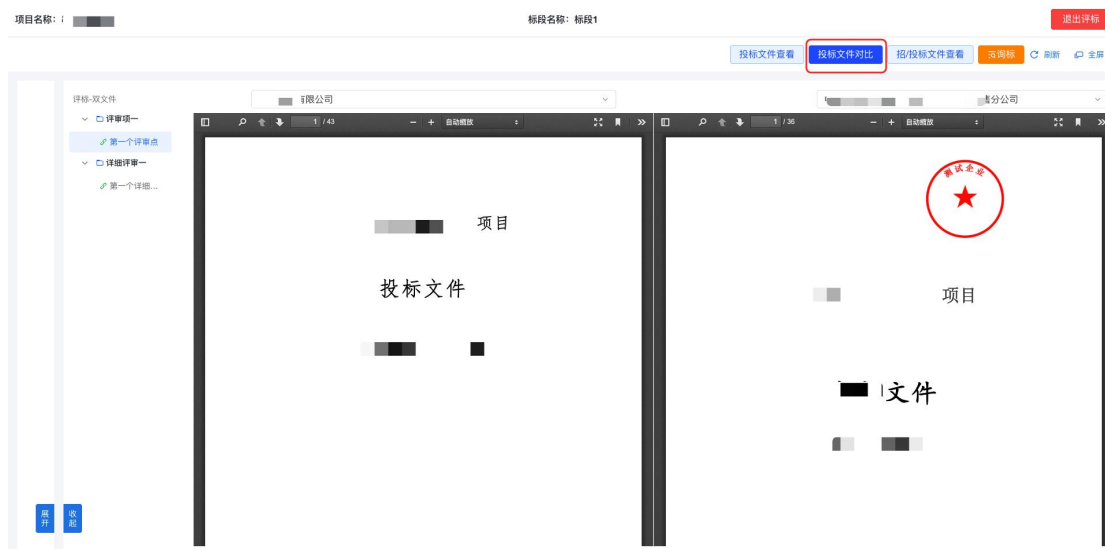 项目名称：
标段名称：标段1
退出评标
投标文件查看 投标文件对比 招/投标文件查看 询标 刷新 全屏
评标-双文件
有限公司
分公司
评审项一
1 / 43 自动缩放
1 / 36 自动缩放
第一个评审点
详细评审一
第一个详细...
测试企业
项目
投标文件
项目
文件
展开
收起